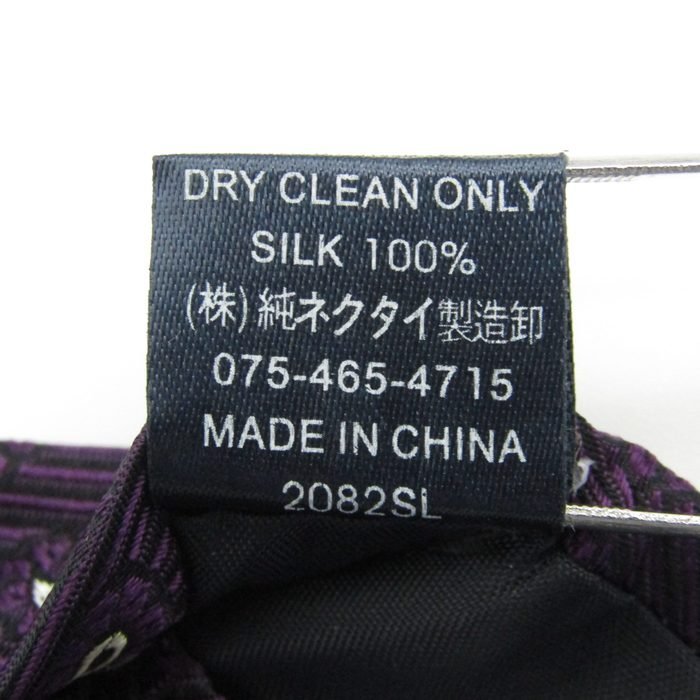 DRY CLEAN ONLY
SILK 100%
(株)純ネクタイ製造卸
075-465-4715
MADE IN CHINA
2082SL